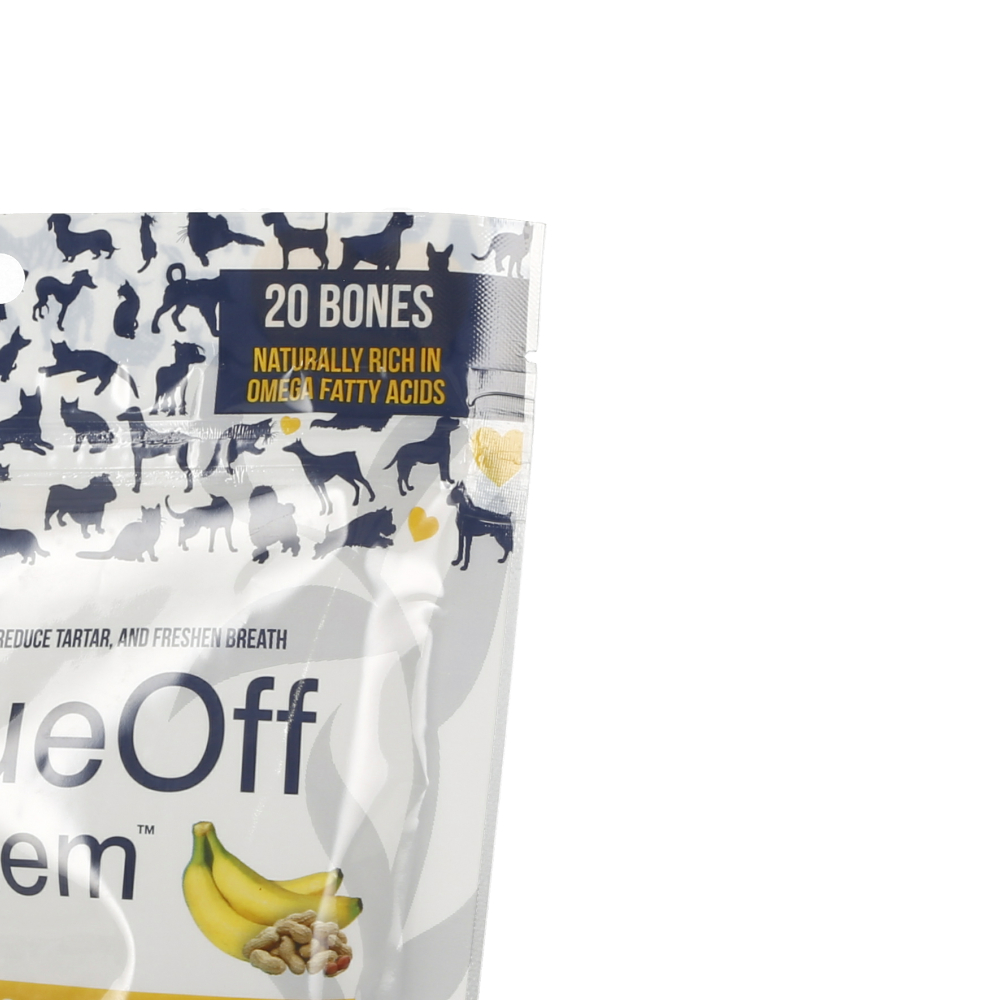 20 BONES
NATURALLY RICH IN
OMEGA FATTY ACIDS
REDUCE TARTAR, AND FRESHEN BREATH
ueOff
em™